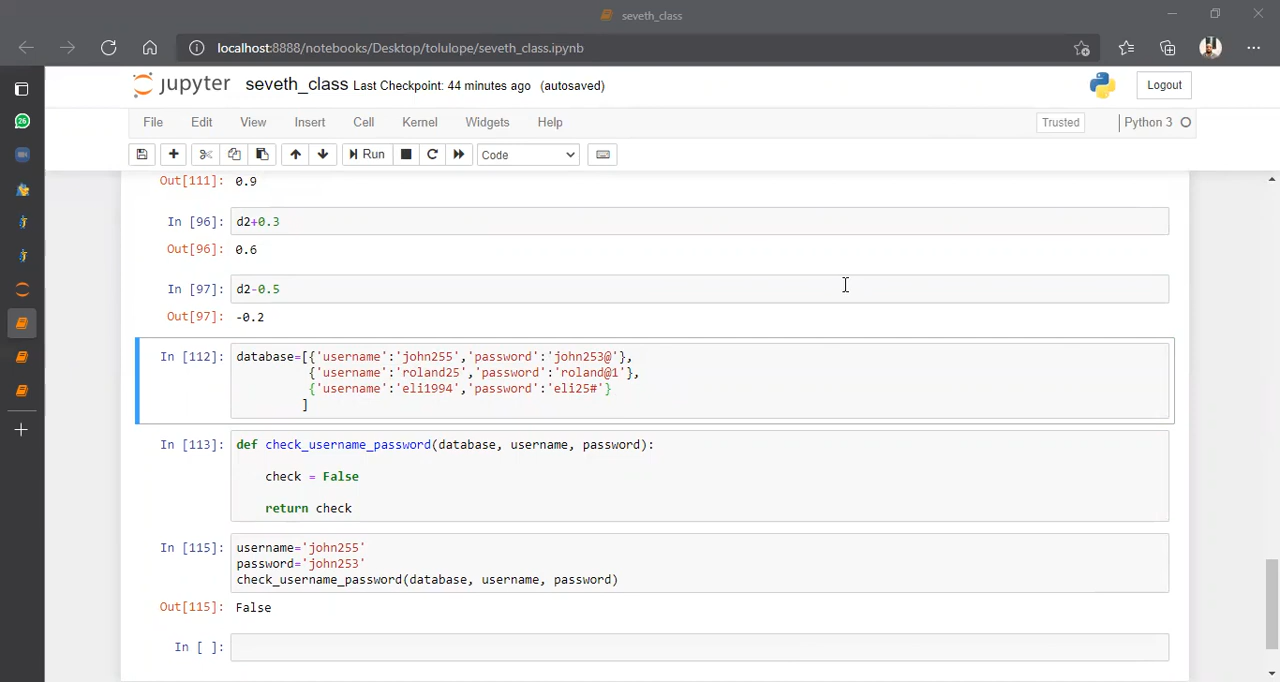 seveth_class
localhost:8888/notebooks/Desktop/tolulope/seveth_class.ipynb
jupyter seveth_class Last Checkpoint: 44 minutes ago (autosaved)
Logout
File Edit View Insert Cell Kernel Widgets Help
Trusted Python 3
Run Code
26
Out[111]: 0.9
In [96]: d2+0.3
Out[96]: 0.6
In [97]: d2-0.5
Out[97]: -0.2
In [112]: database=[{'username':'john255','password':'john253@'},
{'username':'roland25','password':'roland@1'},
{'username':'eli1994','password':'eli25#'}
]
In [113]: def check_username_password(database, username, password):
check = False
return check
In [115]: username='john255'
password='john253'
check_username_password(database, username, password)
Out[115]: False
In [ ]: